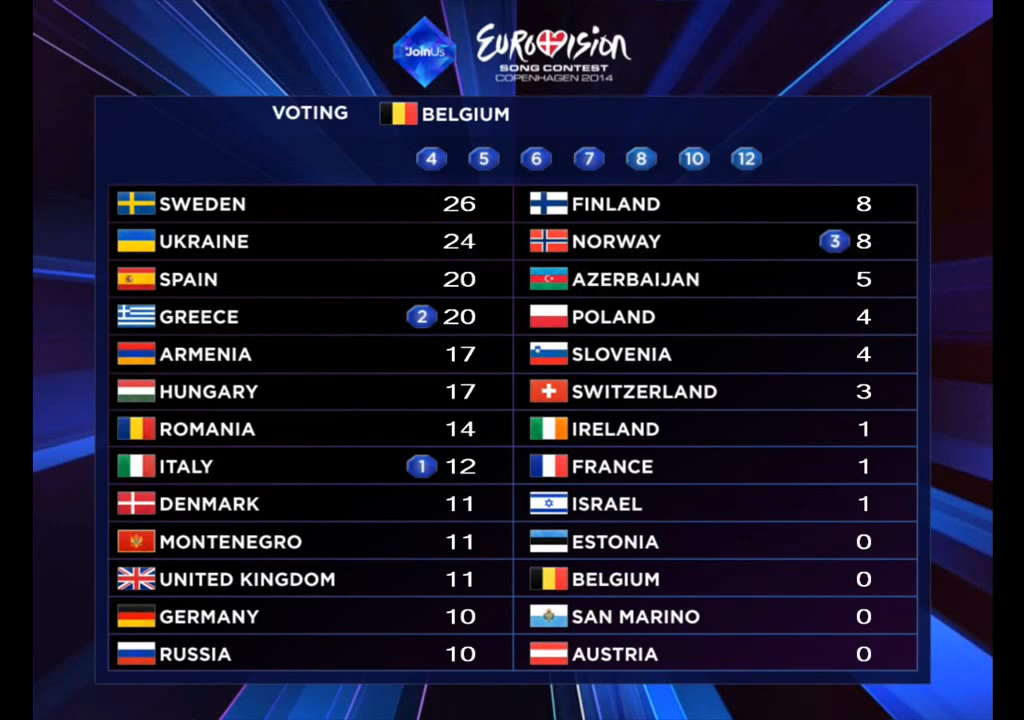 JoinUs
EUROVISION
SONG CONTEST
COPENHAGEN 2014
VOTING BELGIUM
4 5 6 7 8 10 12
SWEDEN 26
UKRAINE 24
SPAIN 20
GREECE 2 20
ARMENIA 17
HUNGARY 17
ROMANIA 14
ITALY 1 12
DENMARK 11
MONTENEGRO 11
UNITED KINGDOM 11
GERMANY 10
RUSSIA 10
FINLAND 8
NORWAY 3 8
AZERBAIJAN 5
POLAND 4
SLOVENIA 4
SWITZERLAND 3
IRELAND 1
FRANCE 1
ISRAEL 1
ESTONIA 0
BELGIUM 0
SAN MARINO 0
AUSTRIA 0